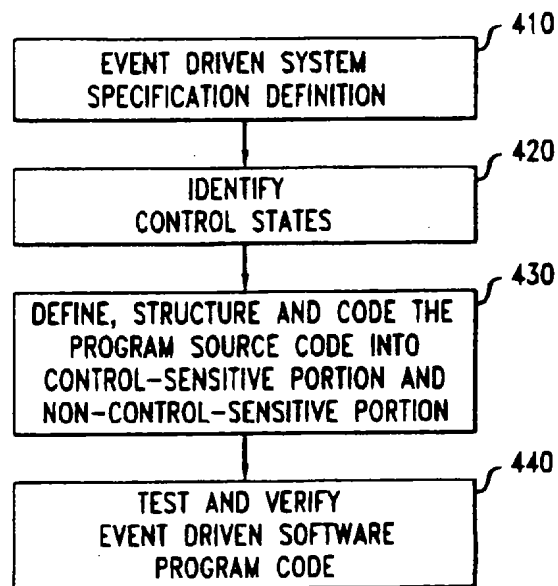 410
EVENT DRIVEN SYSTEM
SPECIFICATION DEFINITION
420
IDENTIFY
CONTROL STATES
430
DEFINE, STRUCTURE AND CODE THE
PROGRAM SOURCE CODE INTO
CONTROL-SENSITIVE PORTION AND
NON-CONTROL-SENSITIVE PORTION
440
TEST AND VERIFY
EVENT DRIVEN SOFTWARE
PROGRAM CODE